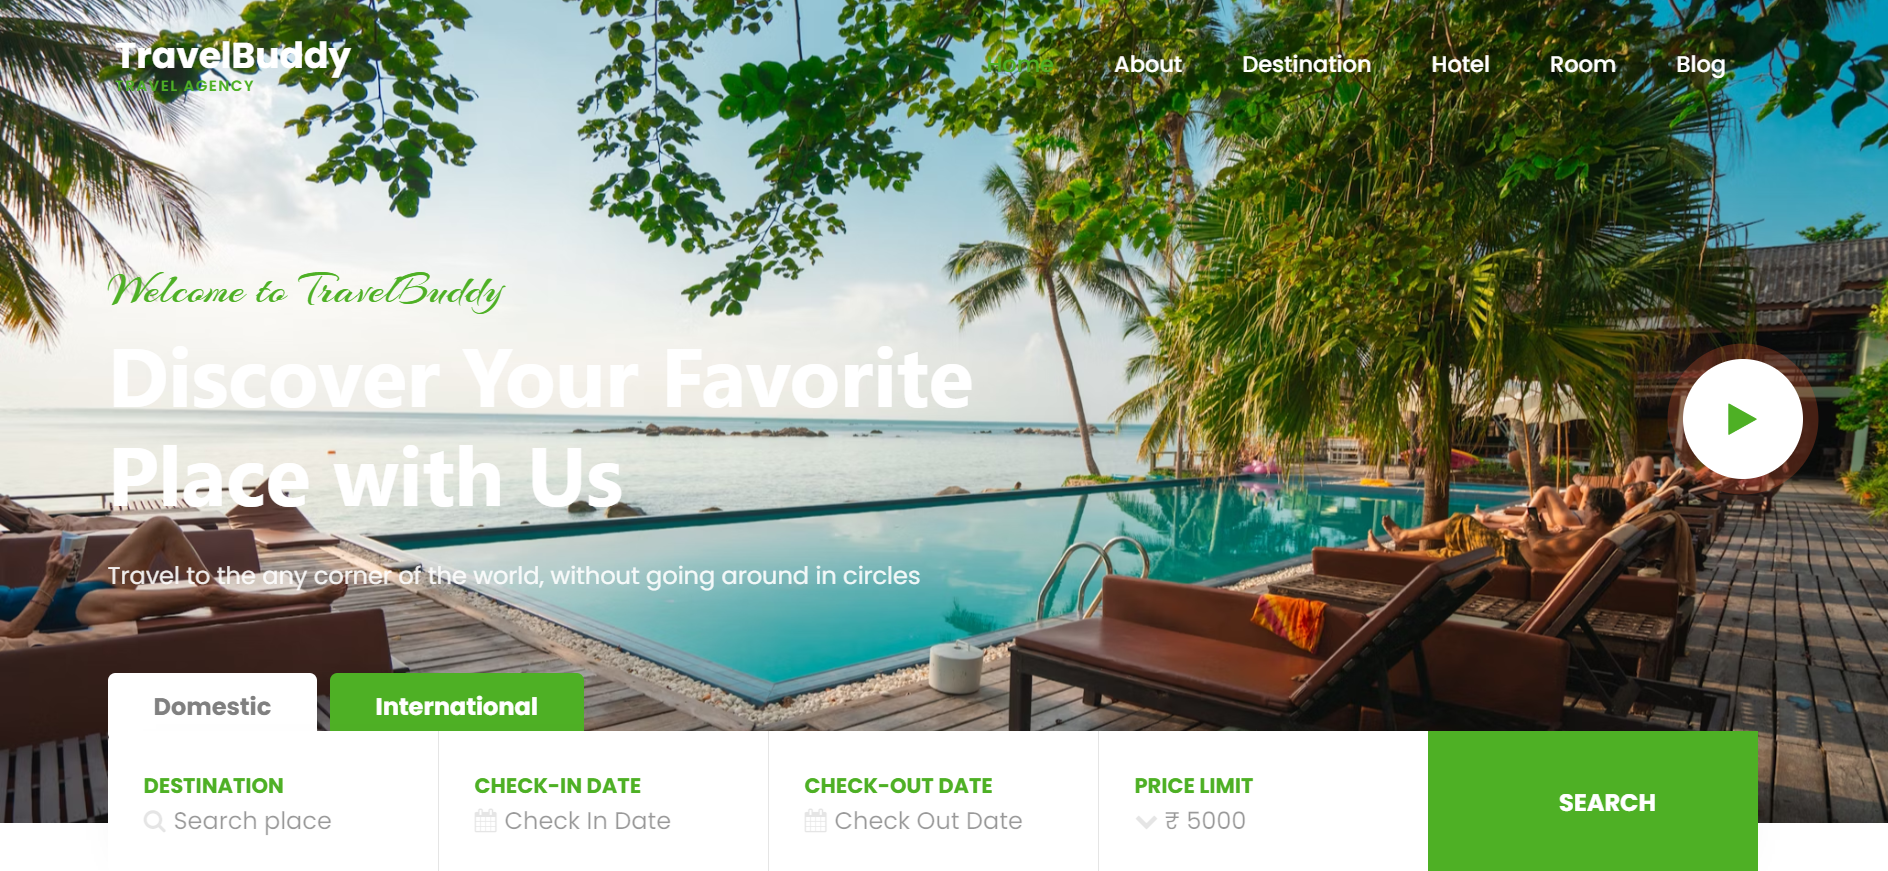 TravelBuddy
TRAVEL AGENCY
Home
About
Destination
Hotel
Room
Blog
Welcome to TravelBuddy
Discover Your Favorite
Place with Us
Travel to the any corner of the world, without going around in circles
Domestic
International
DESTINATION
Search place
CHECK-IN DATE
Check In Date
CHECK-OUT DATE
Check Out Date
PRICE LIMIT
₹ 5000
SEARCH